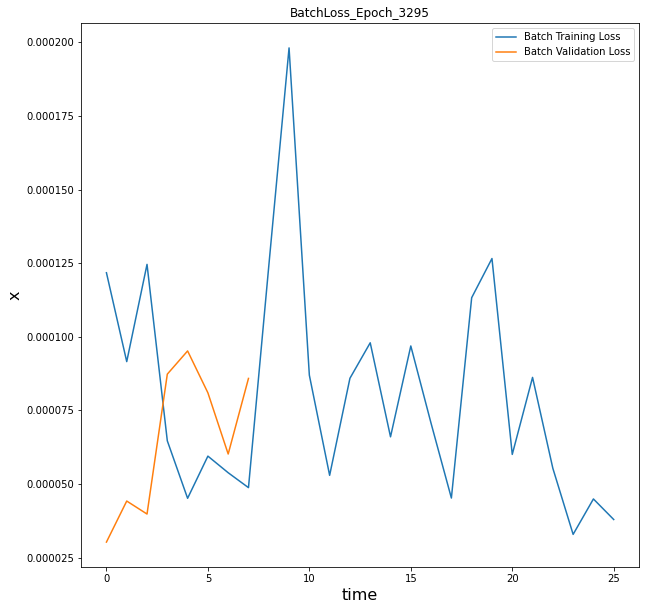 BatchLoss_Epoch_3295
Batch Training Loss
Batch Validation Loss
0.000200
0.000175
0.000150
0.000125
0.000100
0.000075
0.000050
0.000025
x
0 5 10 15 20 25
time